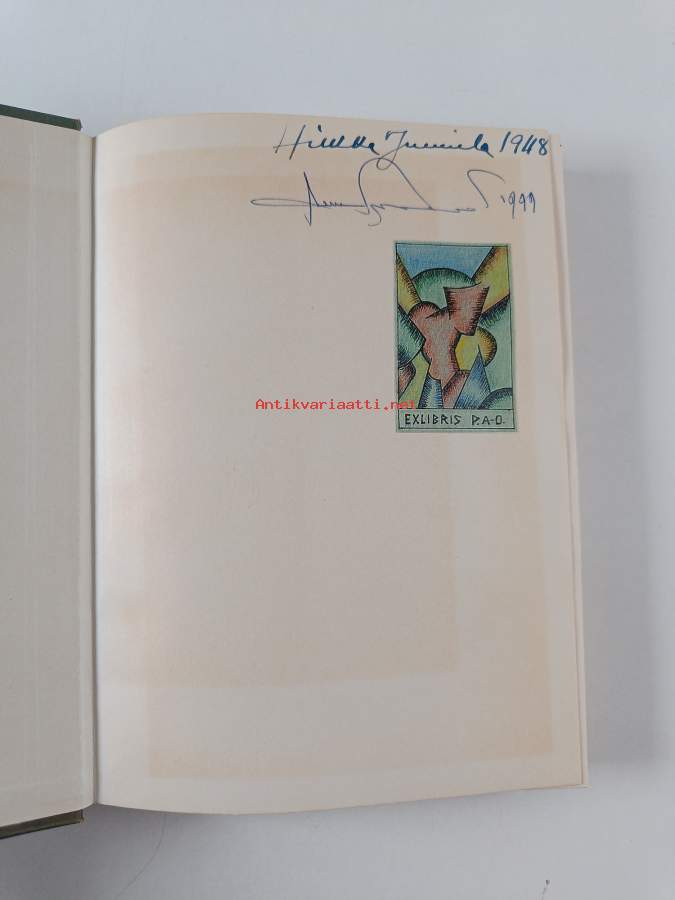 Hilkka Jumila 1948
1999
Antikvariaatti.net
EXLIBRIS P.A-O.